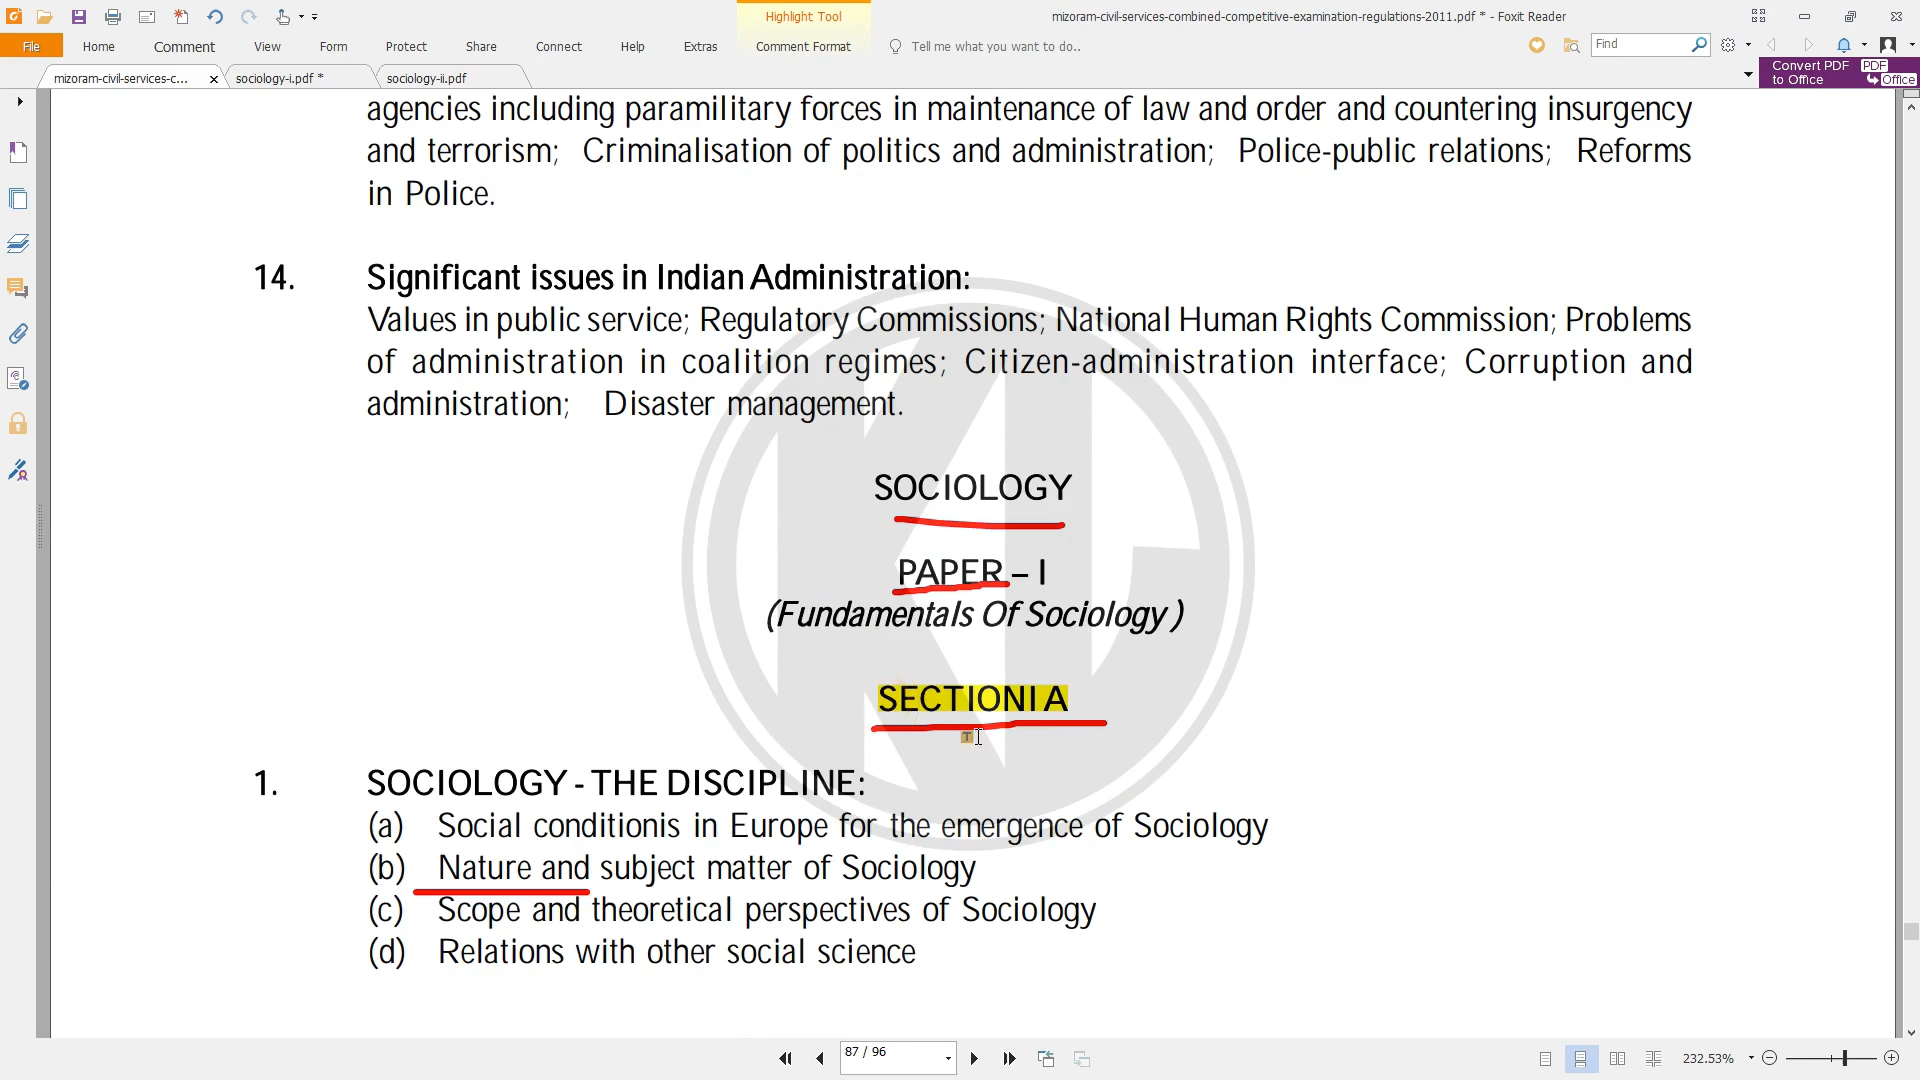 Highlight Tool
mizoram-civil-services-combined-competitive-examination-regulations-2011.pdf * - Foxit Reader
File Home Comment View Form Protect Share Connect Help Extras Comment Format Tell me what you want to do.. Find
mizoram-civil-services-c... sociology-i.pdf * sociology-ii.pdf
Convert PDF to Office
PDF Office
agencies including paramilitary forces in maintenance of law and order and countering insurgency
and terrorism; Criminalisation of politics and administration; Police-public relations; Reforms
in Police.
14. Significant issues in Indian Administration:
Values in public service; Regulatory Commissions; National Human Rights Commission; Problems
of administration in coalition regimes; Citizen-administration interface; Corruption and
administration; Disaster management.
SOCIOLOGY
PAPER – I
(Fundamentals Of Sociology )
SECTIONI A
1. SOCIOLOGY - THE DISCIPLINE:
(a) Social conditionis in Europe for the emergence of Sociology
(b) Nature and subject matter of Sociology
(c) Scope and theoretical perspectives of Sociology
(d) Relations with other social science
87 / 96
232.53%